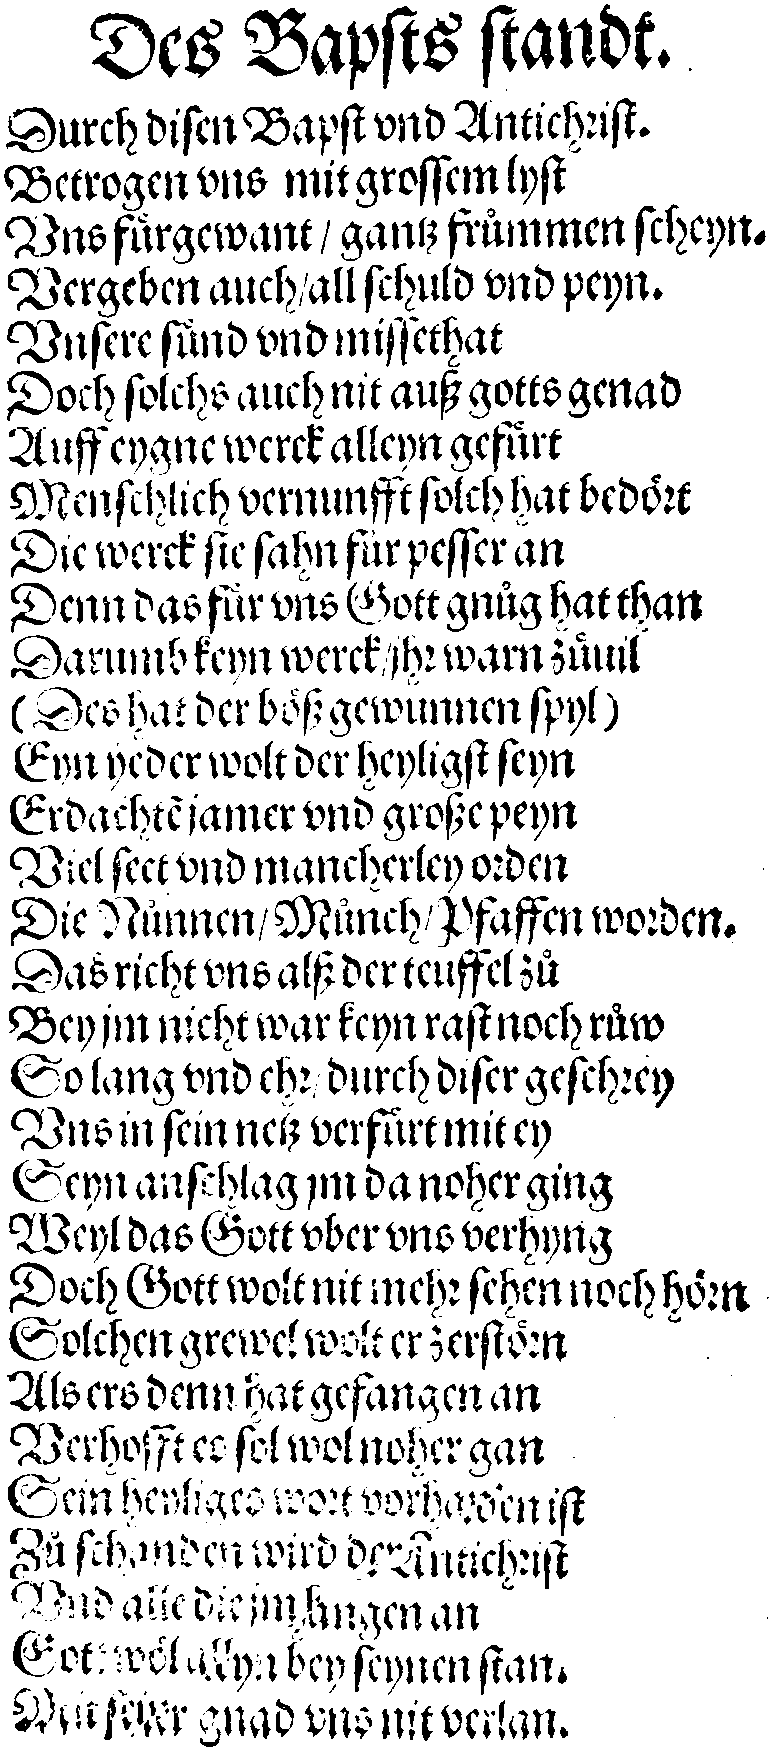 Des Bapsts standt.
Durch disen Bapst vnd Antichrist.
Betrogen vns mit grossem lyst
Vns fürgewant / gantz frům̃men scheyn.
Vergeben auch/all schuld vnd peyn.
Vnsere sünd vnd missethat
Doch solchs auch nit auß gotts genad
Auff eygne werck alleyn gefürt
Menschlich vernunfft solch hat bedört
Die werck sie sahn für pesser an
Denn das für vns Gott gnůg hat than
Darumb keyn werck/jhr warn zůuil
(Des hat der böß gewunnen spyl)
Eyn yeder wolt der heyligst seyn
Erdachtē jamer vnd große peyn
Viel sect vnd mancherley orden
Die Nůnnen/Můnch/Pfaffen worden.
Das richt vns alß der teuffel zů
Bey jm nicht war keyn rast noch růw
So lang vnd ehr/durch diser geschrey
Vns in sein netz verfürt mit ey
Seyn anschlag jm da noher ging
Weyl das Gott vber vns verhyng
Doch Gott wolt nit mehr sehen noch hörn
Solchen grewel wolt er zerstörn
Als ers denn hat gefangen an
Verhofft es sol wol noher gan
Sein heyliges wort vorhanden ist
Zů schanden wird der Antichrist
Vnd alle die jm hangen an
Gott wöl allyn bey seynen stan.
Mit seiner gnad vns nit verlan.